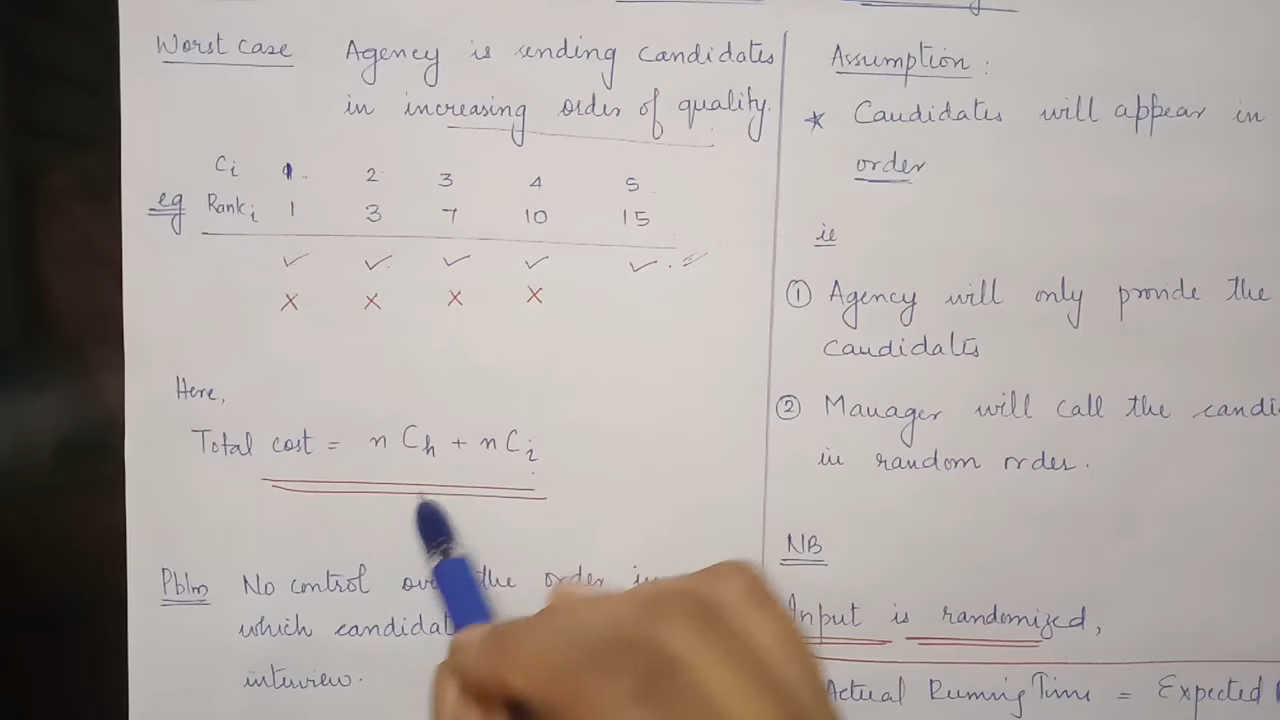 Worst case Agency is sending candidates
in increasing order of quality.
Ci 1 2 3 4 5
eg Rank i 1 3 7 10 15
✓ ✓ ✓ ✓ ✓
X X X X
Here,
Total cost = n Ch + n Ci
Pblm No control the order
which
interview.
Assumption :
* Candidates will appear in
order
ie
① Agency will only provide the
candidates
② Manager will call the
in random order.
NB
Input is randomized,
Actual Running Time = Expected